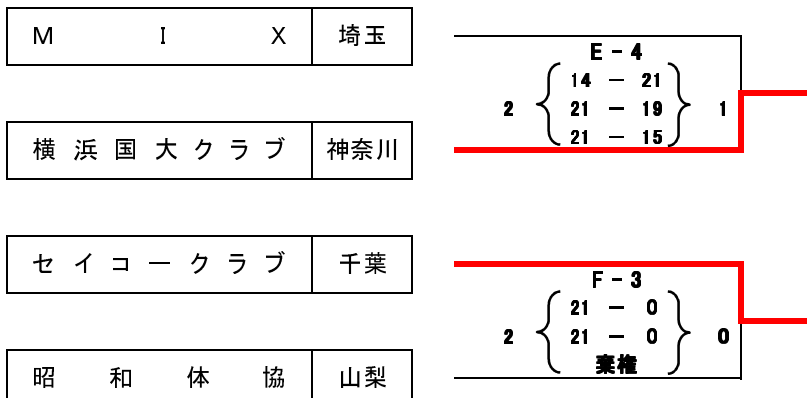 MIX 埼玉
E-4
14 ― 21
2 21 ― 19 1
21 ― 15
横浜国大クラブ 神奈川
セイコークラブ 千葉
F-3
21 ― 0
2 21 ― 0 0
棄権
昭和体協 山梨